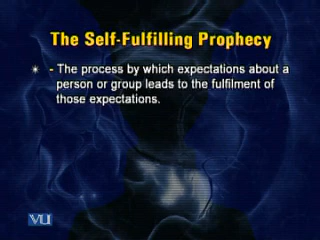 The Self-Fulfilling Prophecy
✴ - The process by which expectations about a
person or group leads to the fulfilment of
those expectations.
VU